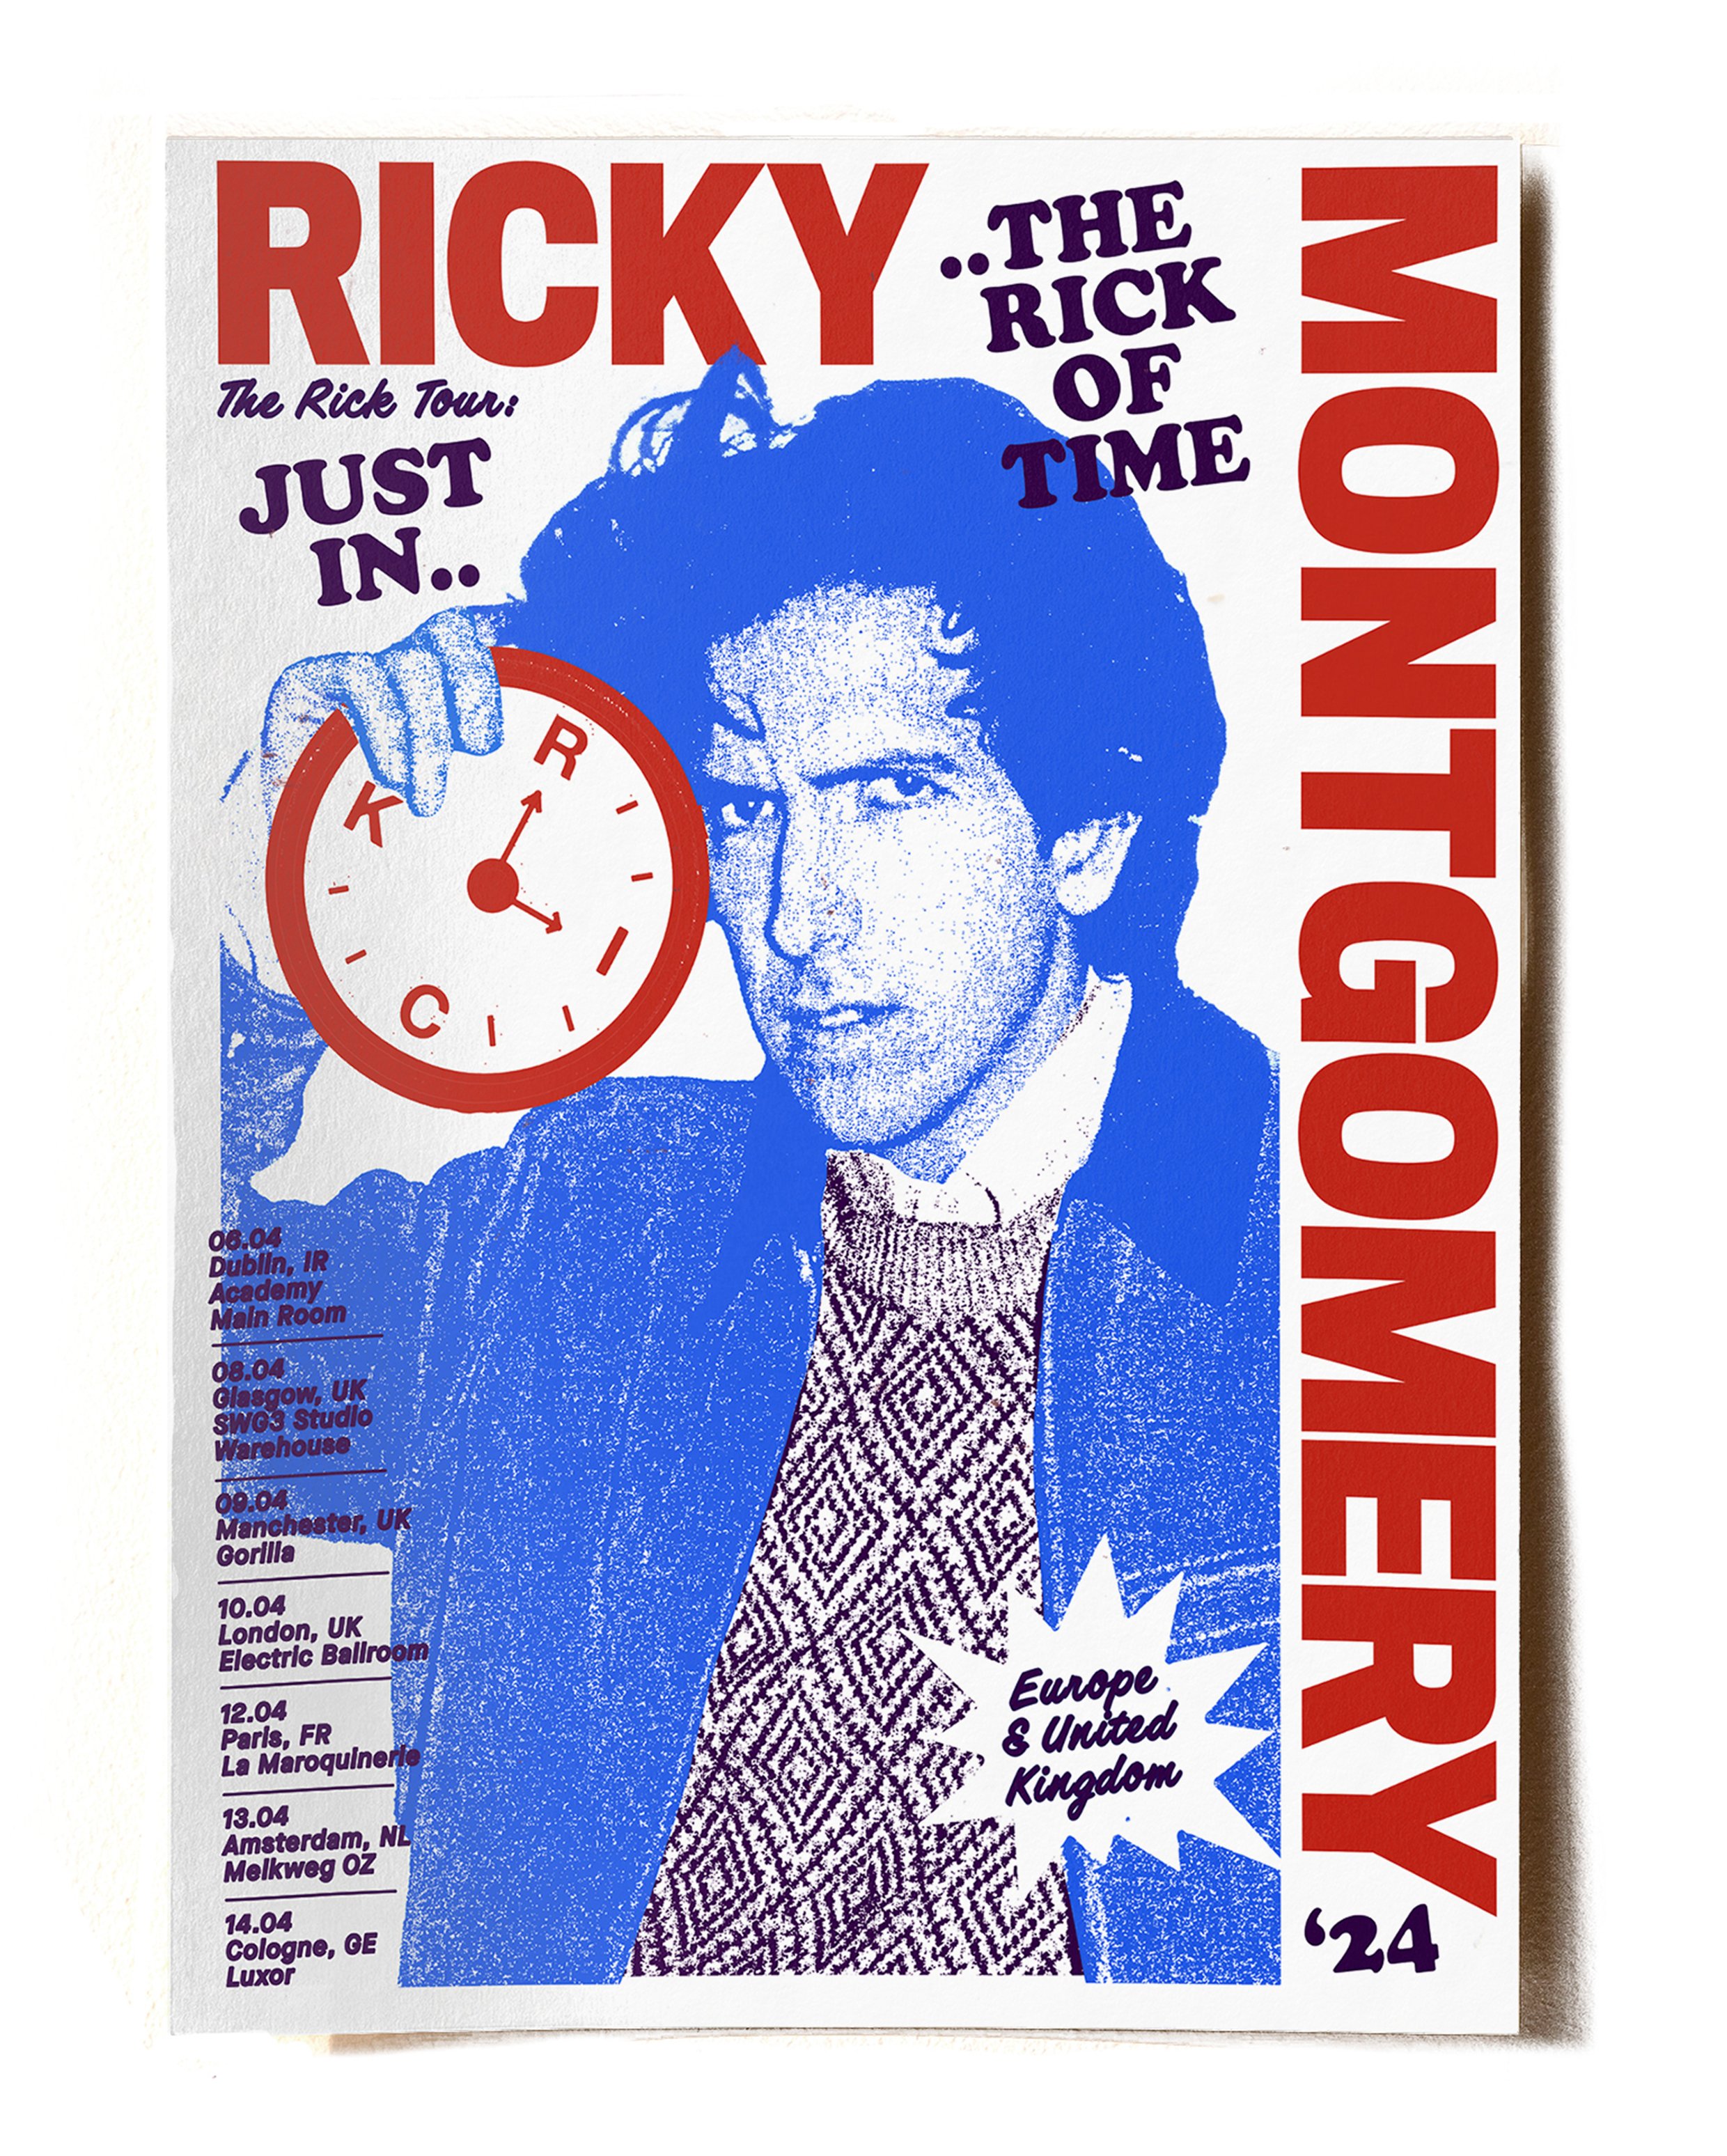 RICKY
MONTGOMERY
‘24
The Rick Tour:
JUST
IN..
..THE
RICK
OF
TIME
R
I
C
K
06.04
Dublin, IR
Academy
Main Room
08.04
Glasgow, UK
SWG3 Studio
Warehouse
09.04
Manchester, UK
Gorilla
10.04
London, UK
Electric Ballroom
12.04
Paris, FR
La Maroquinerie
13.04
Amsterdam, NL
Melkweg OZ
14.04
Cologne, GE
Luxor
Europe
& United
Kingdom